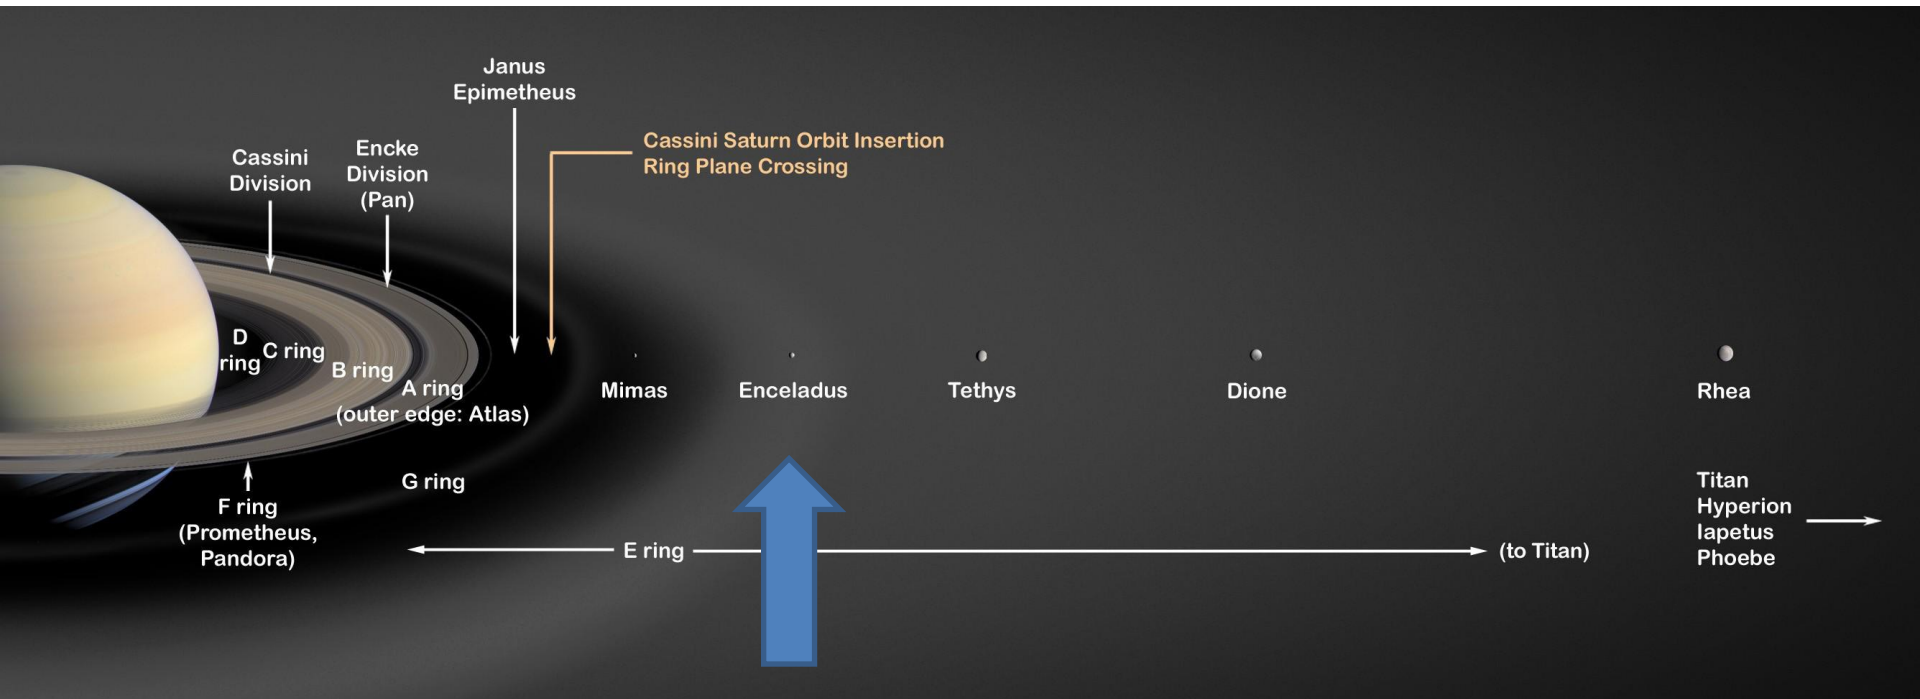 Janus
Epimetheus
Cassini Saturn Orbit Insertion
Ring Plane Crossing
Encke
Division
(Pan)
Cassini
Division
D
ring
C ring
B ring
A ring
(outer edge: Atlas)
Mimas
Enceladus
Tethys
Dione
Rhea
G ring
F ring
(Prometheus,
Pandora)
E ring
(to Titan)
Titan
Hyperion
Iapetus
Phoebe